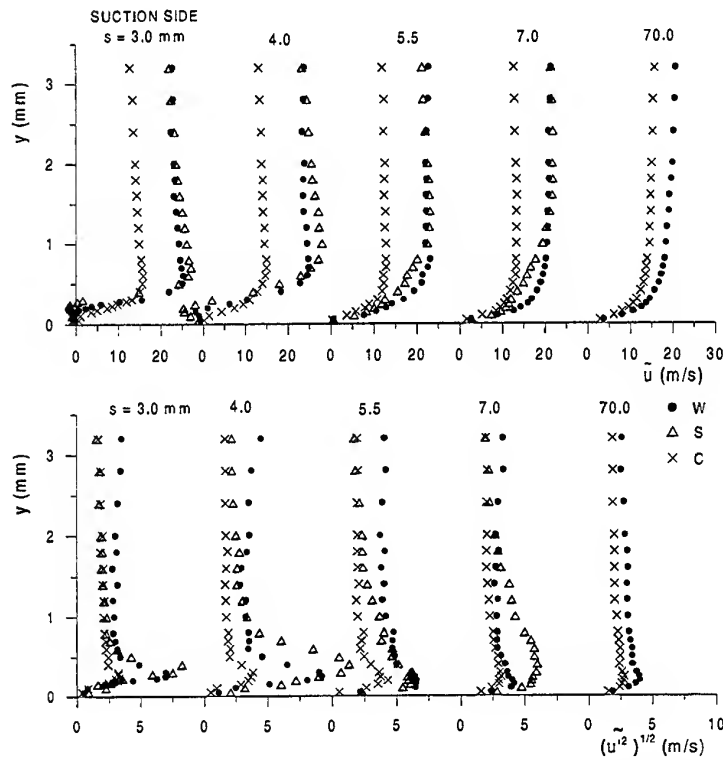 SUCTION SIDE
s = 3.0 mm 4.0 5.5 7.0 70.0
3
2
1
0
y (mm)
0 10 20 0 10 20 0 10 20 0 10 20 0 10 20 30
ũ (m/s)
s = 3.0 mm 4.0 5.5 7.0 70.0
● W
△ S
× C
3
2
1
0
y (mm)
0 5 0 5 0 5 0 5 0 5 10
(ũ'²)^1/2 (m/s)